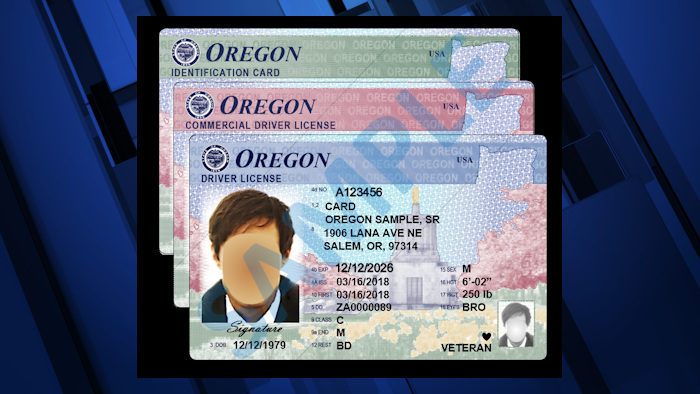 OREGON
USA
IDENTIFICATION CARD
OREGON
USA
COMMERCIAL DRIVER LICENSE
OREGON
USA
DRIVER LICENSE
SAMPLE
4d NO A123456
1,2 CARD
OREGON SAMPLE, SR
8 1906 LANA AVE NE
SALEM, OR, 97314
4b EXP 12/12/2026 15 SEX M
4a ISS 03/16/2018 16 HGT 6'-02"
10 FIRST 03/16/2018 17 WGT 250 lb
5 DD ZA0000089 18 EYES BRO
9 CLASS C
9a END M
12 REST BD
Signature
3 DOB 12/12/1979
VETERAN